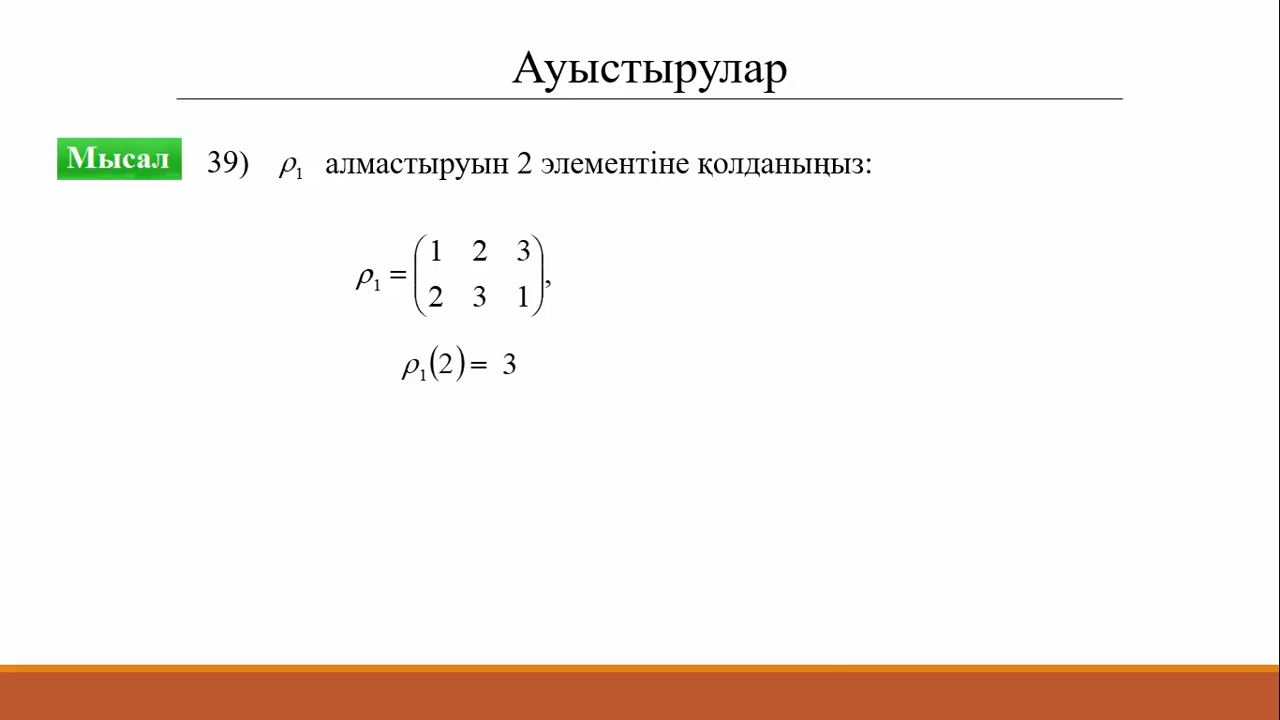 Ауыстырулар
Мысал 39) ρ₁ алмастыруын 2 элементіне қолданыңыз:
ρ₁ = (1 2 3
2 3 1),
ρ₁(2) = 3